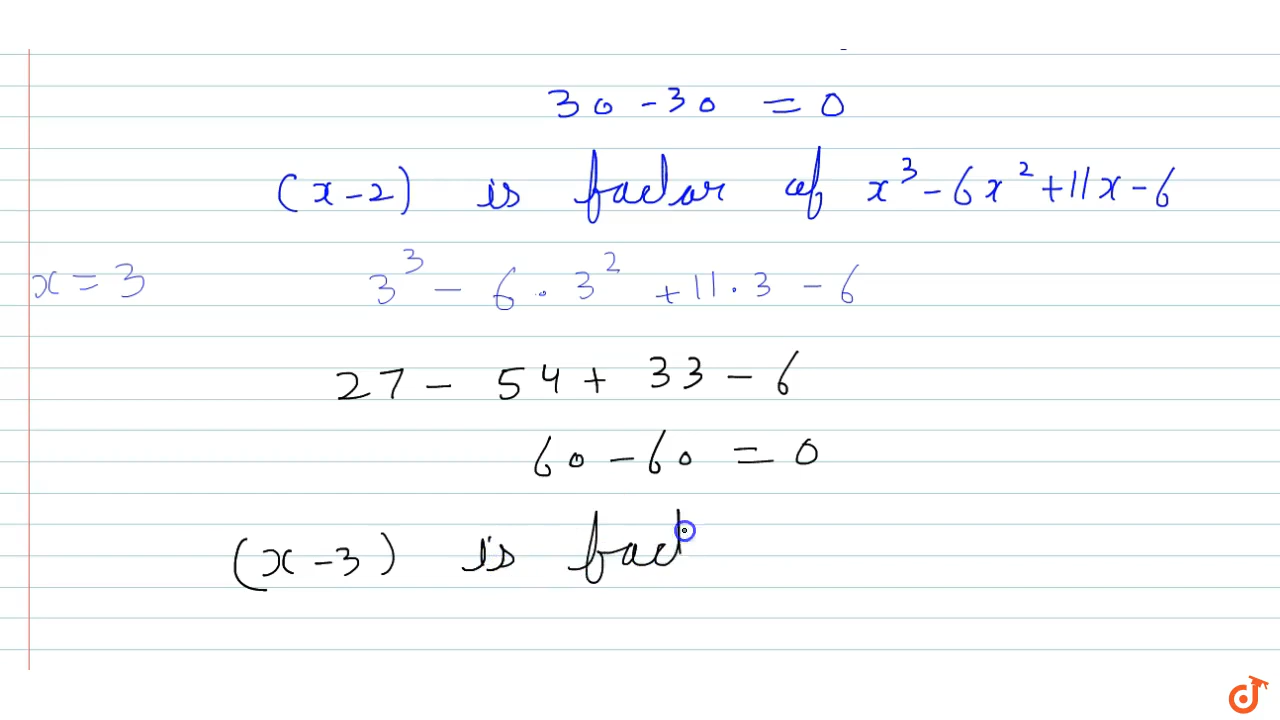 30 - 30 = 0
(x-2) is factor of x³ - 6x² + 11x - 6
x = 3 3³ - 6 . 3² + 11 . 3 - 6
27 - 54 + 33 - 6
60 - 60 = 0
(x-3) is fact